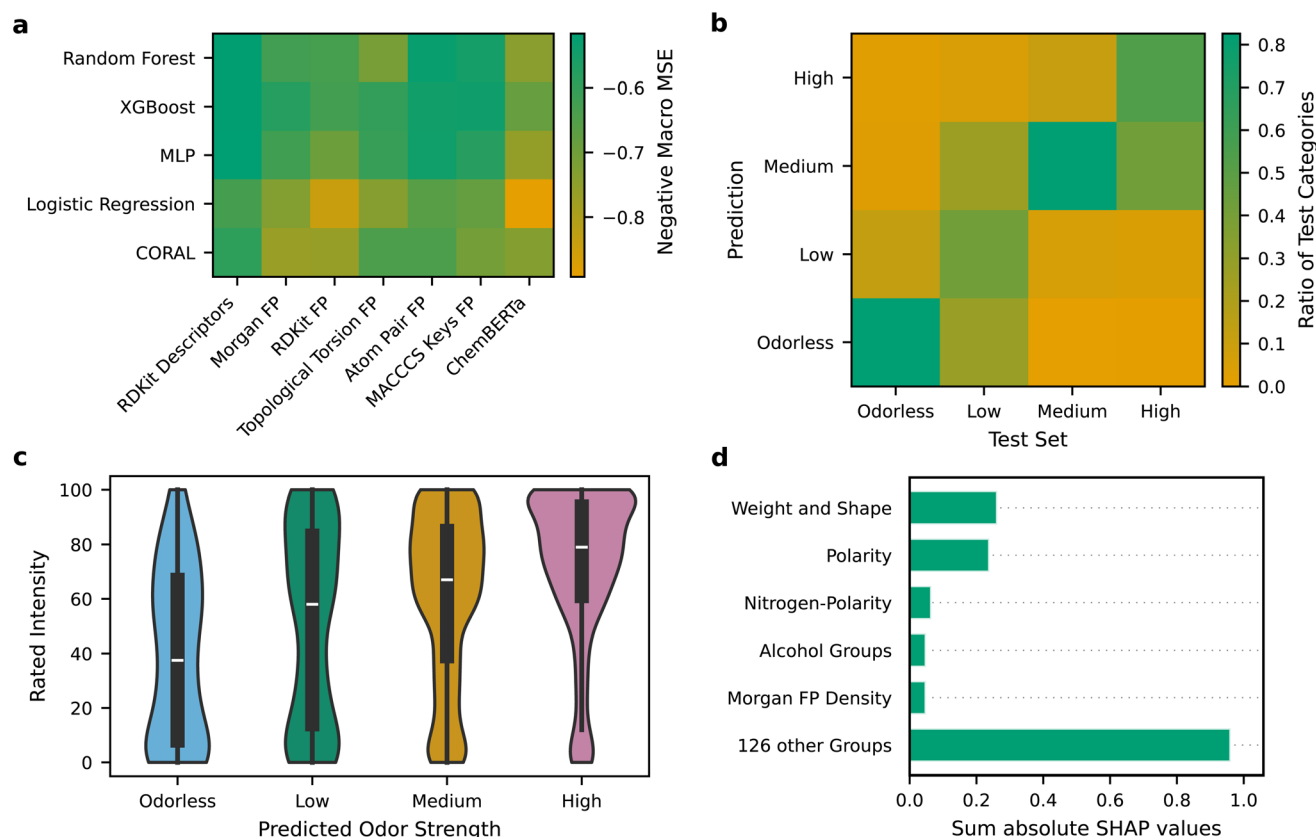 a
Random Forest
XGBoost
MLP
Logistic Regression
CORAL
RDKit Descriptors
Morgan FP
RDKit FP
Topological Torsion FP
Atom Pair FP
MACCCS Keys FP
ChemBERTa
−0.6
−0.7
−0.8
Negative Macro MSE
b
Prediction
High
Medium
Low
Odorless
Odorless
Low
Medium
High
Test Set
0.8
0.7
0.6
0.5
0.4
0.3
0.2
0.1
0.0
Ratio of Test Categories
c
Rated Intensity
100
80
60
40
20
0
Odorless
Low
Medium
High
Predicted Odor Strength
d
Weight and Shape
Polarity
Nitrogen-Polarity
Alcohol Groups
Morgan FP Density
126 other Groups
0.0
0.2
0.4
0.6
0.8
1.0
Sum absolute SHAP values